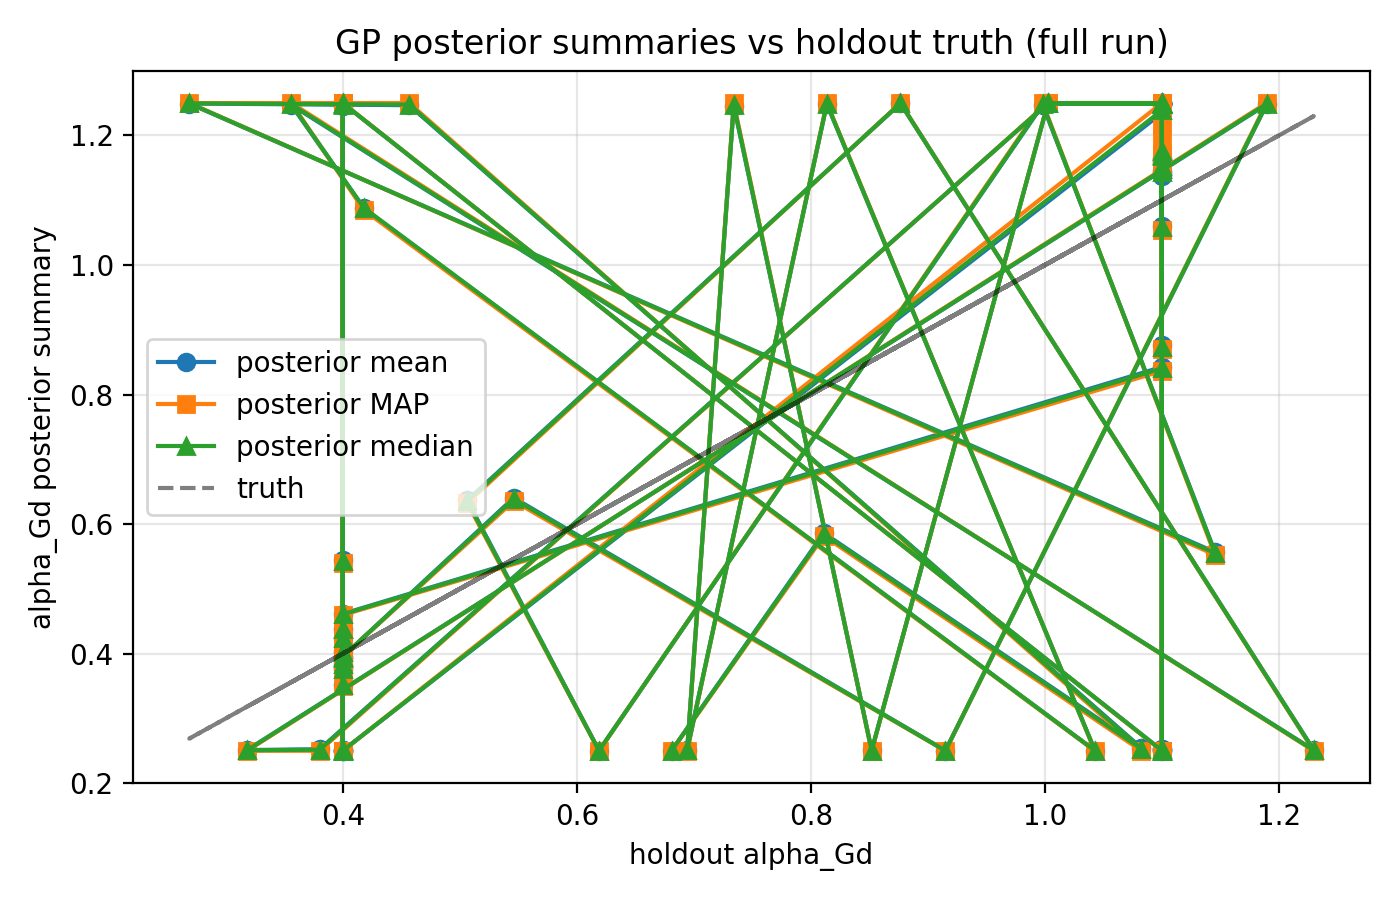 GP posterior summaries vs holdout truth (full run)
alpha_Gd posterior summary
1.2
1.0
0.8
0.6
0.4
0.2
posterior mean
posterior MAP
posterior median
truth
0.4 0.6 0.8 1.0 1.2
holdout alpha_Gd